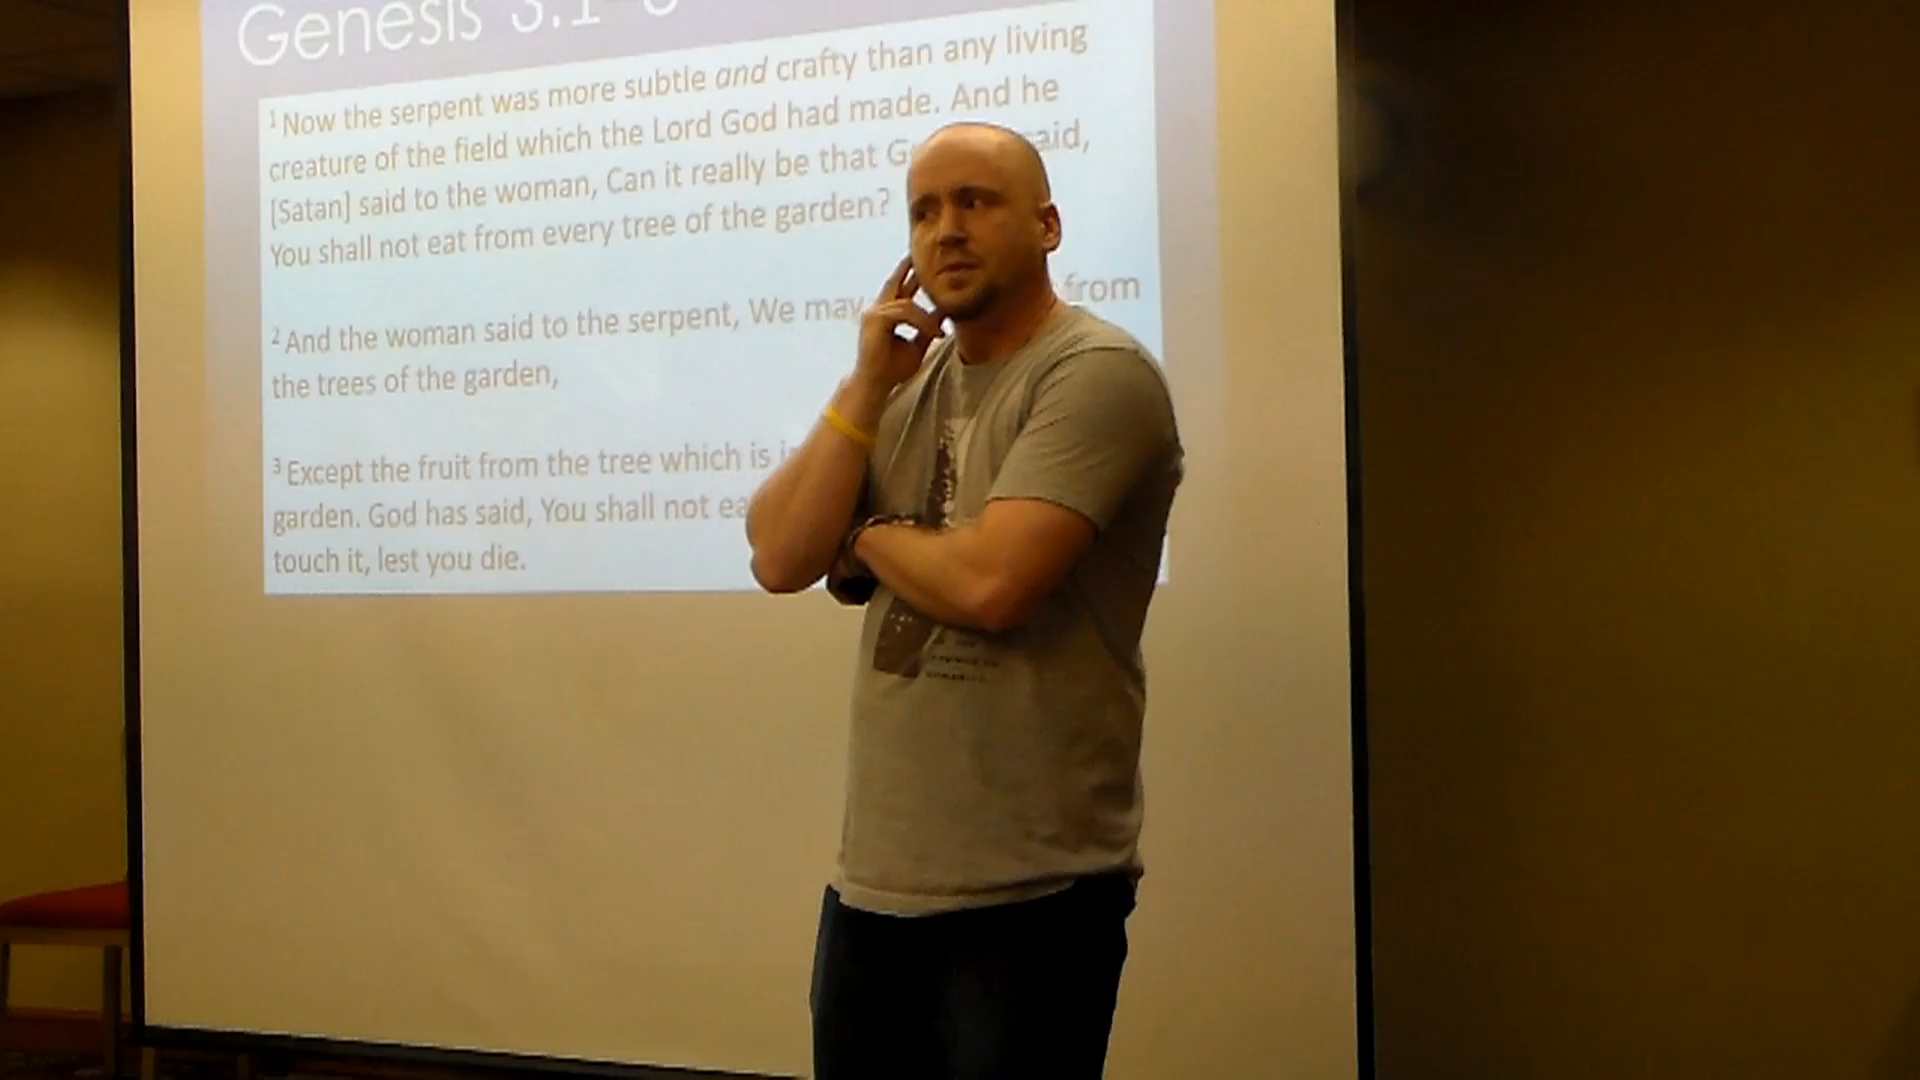 Genesis 3:1
1 Now the serpent was more subtle and crafty than any living
creature of the field which the Lord God had made. And he
[Satan] said to the woman, Can it really be that G said,
You shall not eat from every tree of the garden?
2 And the woman said to the serpent, We may from
the trees of the garden,
3 Except the fruit from the tree which is
garden. God has said, You shall not ea
touch it, lest you die.